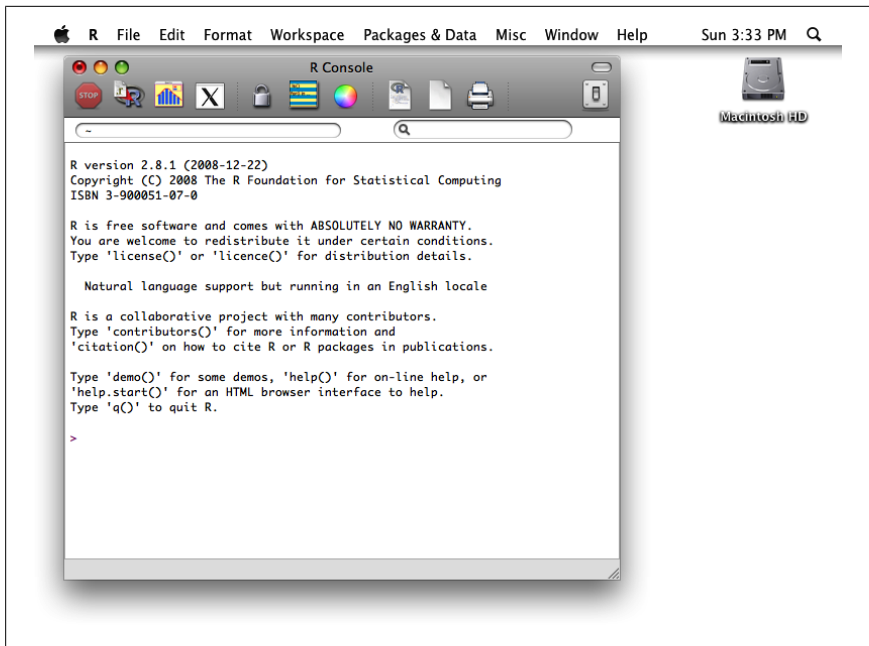 R File Edit Format Workspace Packages & Data Misc Window Help Sun 3:33 PM
R Console
STOP
R
X
R
Macintosh HD
~
R version 2.8.1 (2008-12-22)
Copyright (C) 2008 The R Foundation for Statistical Computing
ISBN 3-900051-07-0
R is free software and comes with ABSOLUTELY NO WARRANTY.
You are welcome to redistribute it under certain conditions.
Type 'license()' or 'licence()' for distribution details.
Natural language support but running in an English locale
R is a collaborative project with many contributors.
Type 'contributors()' for more information and
'citation()' on how to cite R or R packages in publications.
Type 'demo()' for some demos, 'help()' for on-line help, or
'help.start()' for an HTML browser interface to help.
Type 'q()' to quit R.
>